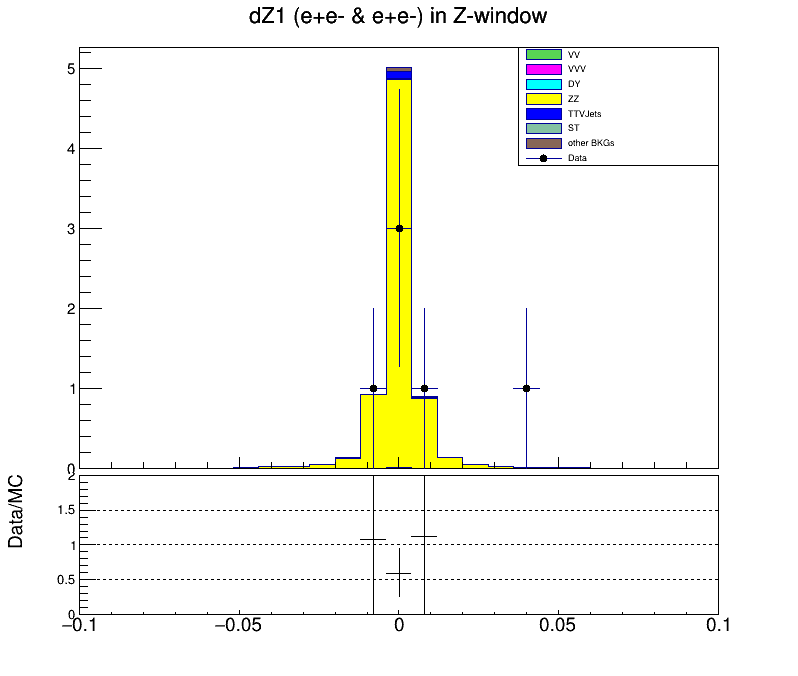 dZ1 (e+e- & e+e-) in Z-window
VV
VVV
DY
ZZ
TTVJets
ST
other BKGs
Data
5
4
3
2
1
0
Data/MC
2
1.5
1
0.5
0
−0.1 −0.05 0 0.05 0.1